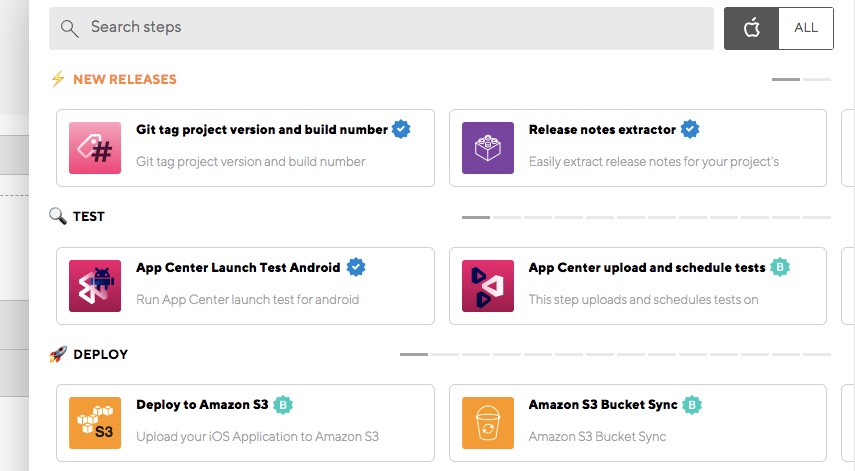 Search steps
ALL
NEW RELEASES
Git tag project version and build number
Git tag project version and build number
Release notes extractor
Easily extract release notes for your project's
TEST
App Center Launch Test Android
Run App Center launch test for android
App Center upload and schedule tests B
This step uploads and schedules tests on
DEPLOY
S3
Deploy to Amazon S3 B
Upload your iOS Application to Amazon S3
Amazon S3 Bucket Sync B
Amazon S3 Bucket Sync